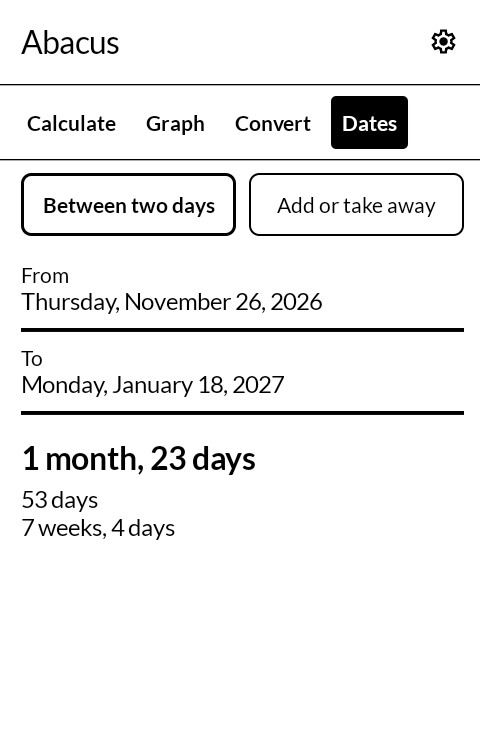 Abacus
Calculate Graph Convert Dates
Between two days Add or take away
From
Thursday, November 26, 2026
To
Monday, January 18, 2027
1 month, 23 days
53 days
7 weeks, 4 days